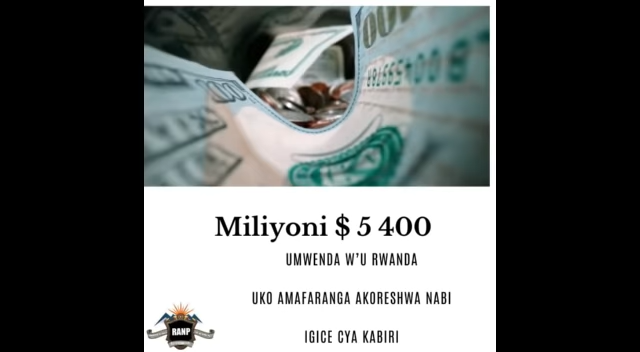 Miliyoni $ 5 400
UMWENDA W'U RWANDA
UKO AMAFARANGA AKORESHWA NABI
IGICE CYA KABIRI
RANP